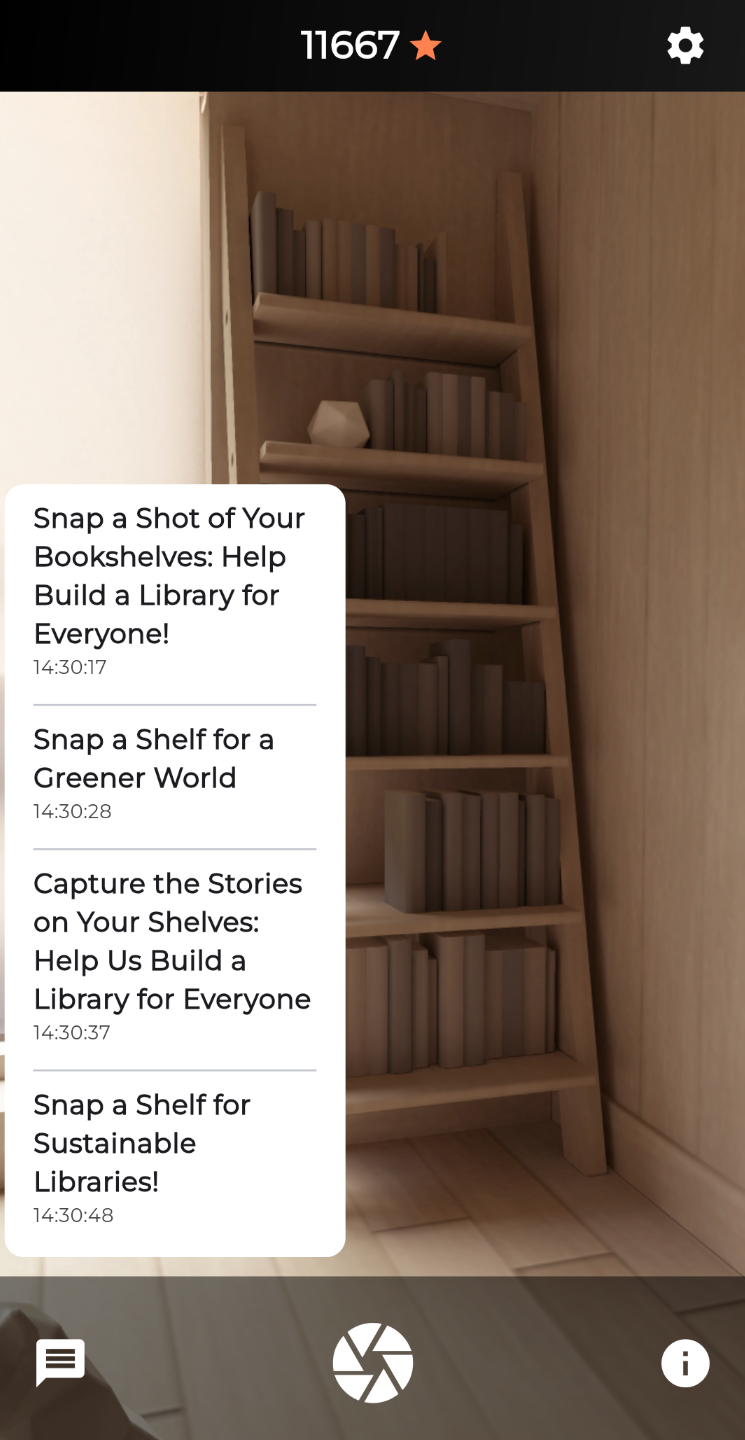 11667
Snap a Shot of Your
Bookshelves: Help
Build a Library for
Everyone!
14:30:17
Snap a Shelf for a
Greener World
14:30:28
Capture the Stories
on Your Shelves:
Help Us Build a
Library for Everyone
14:30:37
Snap a Shelf for
Sustainable
Libraries!
14:30:48